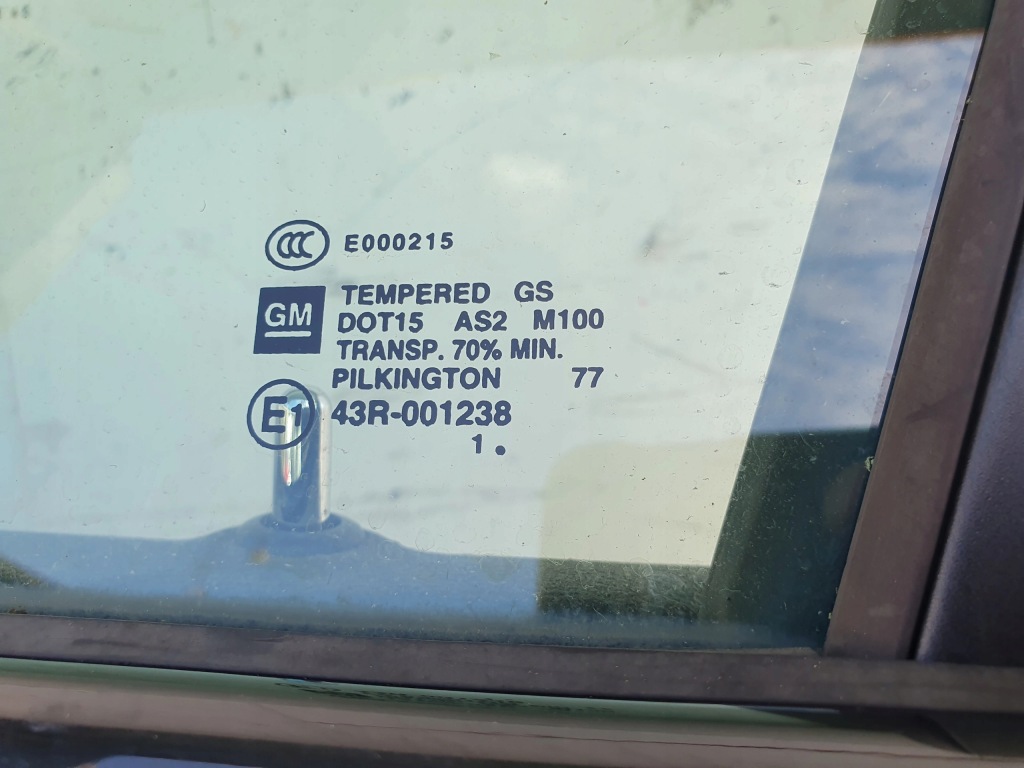 CCC E000215
GM
TEMPERED GS
DOT15 AS2 M100
TRANSP. 70% MIN.
PILKINGTON 77
E1 43R-001238
1.